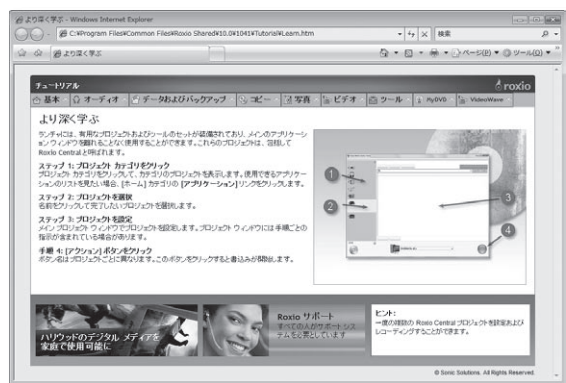 より深く学ぶ - Windows Internet Explorer
C:¥Program Files¥Common Files¥Roxio Shared¥10.0¥1041¥Tutorial¥Learn.htm
検索
より深く学ぶ
ページ(P)
ツール(O)
チュートリアル
roxio
基本
オーディオ
データおよびバックアップ
コピー
写真
ビデオ
ツール
MyDVD
VideoWave
より深く学ぶ
ランチャには、有用なプロジェクトおよびツールのセットが装備されており、メインのアプリケーシ
ョン ウィンドウを離れることなく使用することができます。これらのプロジェクトは、総称して
Roxio Central と呼ばれます。
ステップ 1: プロジェクト カテゴリをクリック
プロジェクト カテゴリをクリックして、カテゴリのプロジェクトを表示します。使用できるアプリケー
ションのリストを見たい場合、[ホーム] カテゴリの [アプリケーション] リンクをクリックします。
ステップ 2: プロジェクトを選択
名前をクリックして完了したいプロジェクトを選択します。
ステップ 3: プロジェクトを設定
メイン プロジェクト ウィンドウでプロジェクトを設定します。プロジェクト ウィンドウには手順ごとの
指示が含まれている場合があります。
手順 4: [アクション] ボタンをクリック
ボタン名はプロジェクトごとに異なります。このボタンをクリックすると書込みが開始します。
1
2
3
4
ハリウッドのデジタル メディアを
家庭で使用可能に
Roxio サポート
すべての人がサポート シス
テムを必要としています
ヒント:
一度の複数の Roxio Central プロジェクトを設定および
レコーディングすることができます。
© Sonic Solutions. All Rights Reserved.